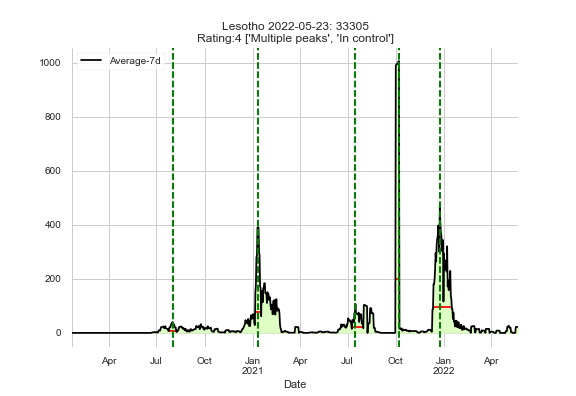 Lesotho 2022-05-23: 33305
Rating:4 ['Multiple peaks', 'In control']
Average-7d
1000
800
600
400
200
0
Apr Jul Oct Jan Apr Jul Oct Jan Apr
2021 2022
Date